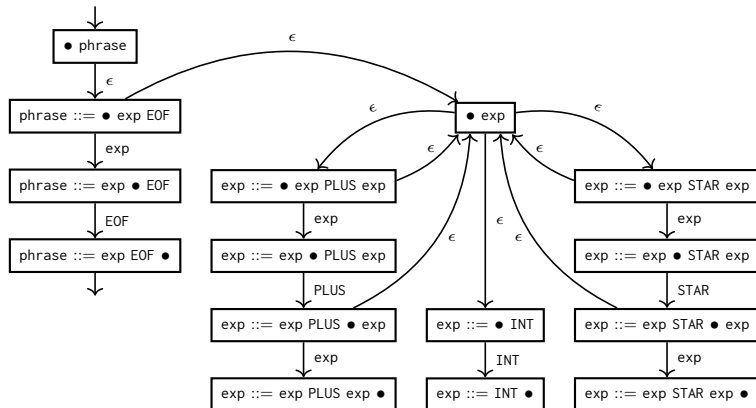 ● phrase
ϵ
phrase ::= ● exp EOF
exp
phrase ::= exp ● EOF
EOF
phrase ::= exp EOF ●
ϵ
● exp
ϵ
ϵ
ϵ
ϵ
exp ::= ● exp PLUS exp
exp
exp ::= exp ● PLUS exp
PLUS
exp ::= exp PLUS ● exp
exp
exp ::= exp PLUS exp ●
ϵ
ϵ
ϵ
exp ::= ● INT
INT
exp ::= INT ●
exp ::= ● exp STAR exp
exp
exp ::= exp ● STAR exp
STAR
exp ::= exp STAR ● exp
exp
exp ::= exp STAR exp ●